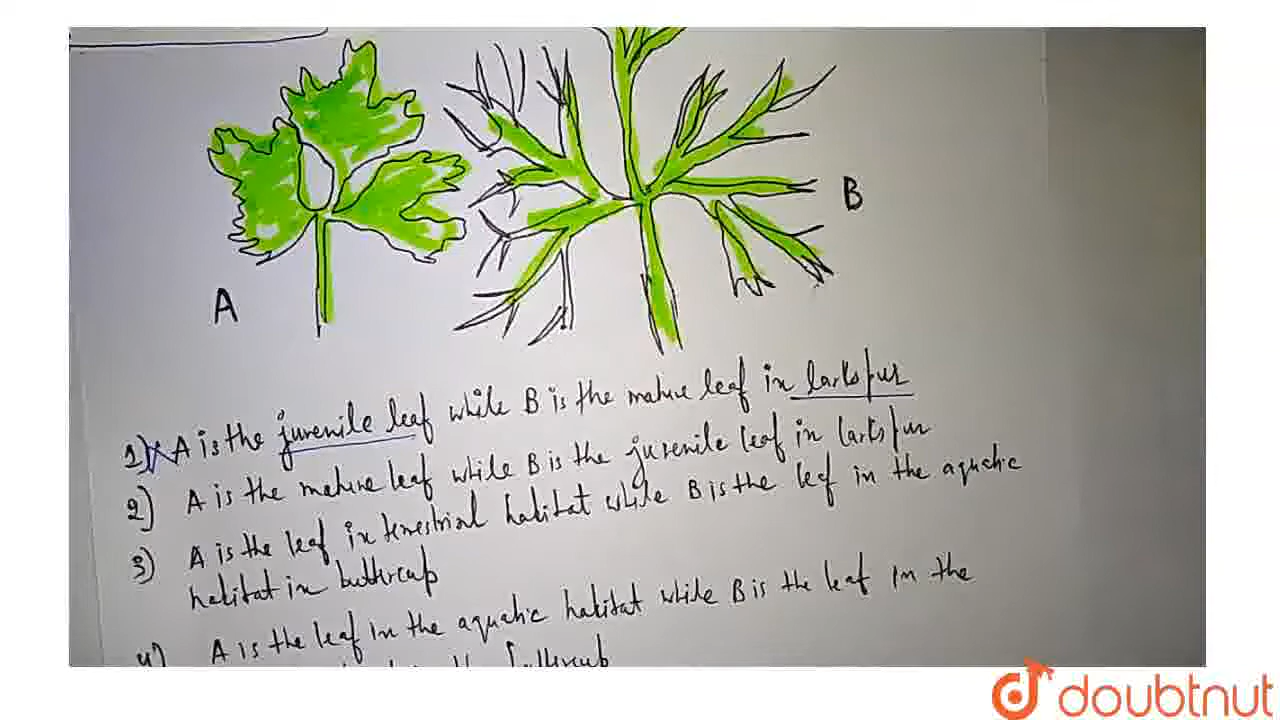 A
B
1) A is the juvenile leaf while B is the mature leaf in larkspur
2) A is the mature leaf while B is the juvenile leaf in larkspur
3) A is the leaf in terrestrial habitat while B is the leaf in the aquatic
habitat in buttercup
4) A is the leaf in the aquatic habitat while B is the leaf in the
buttercup
doubtnut